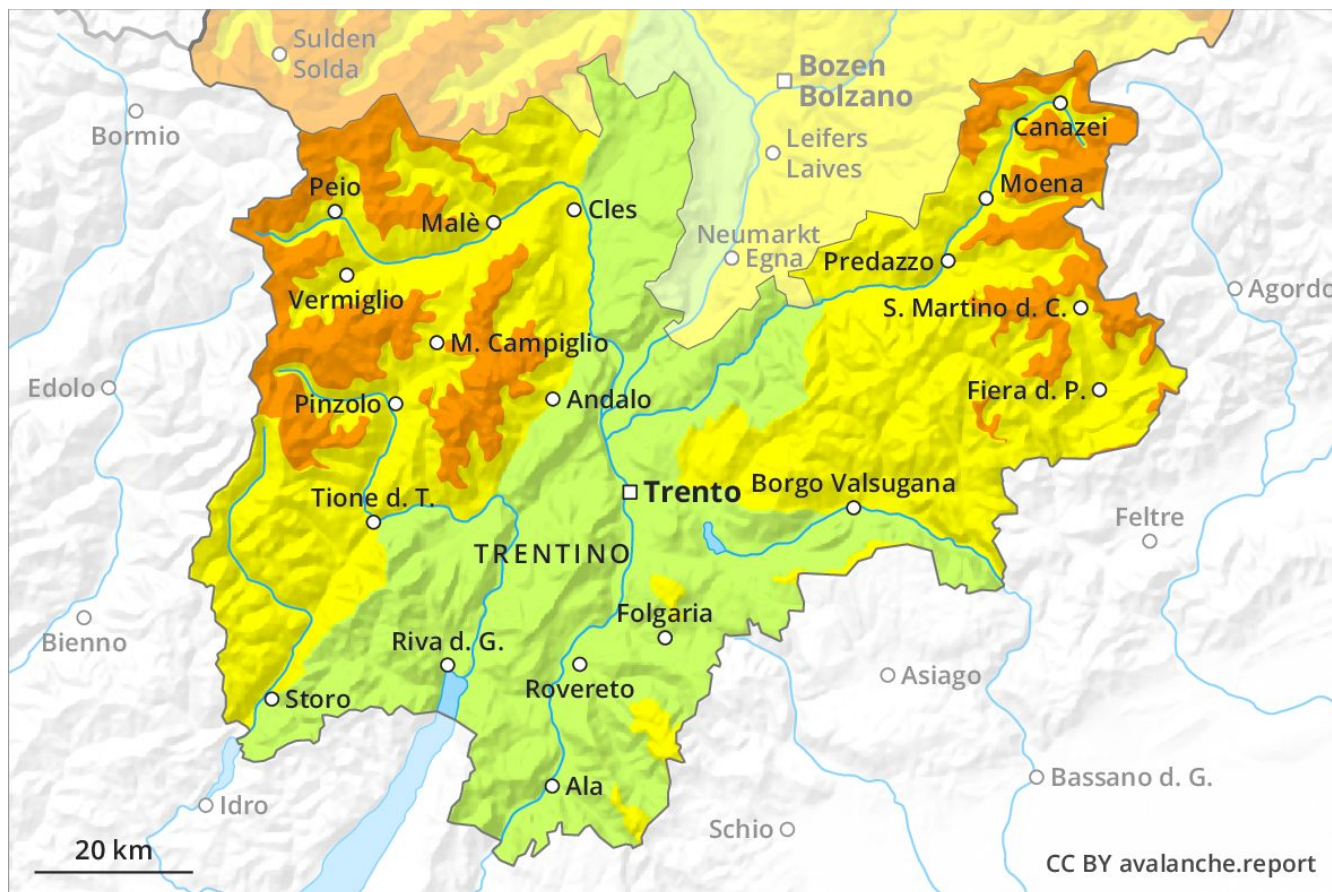 Sulden
Solda
Bozen
Bolzano
Bormio
Canazei
Leifers
Laives
Peio
Moena
Malè
Cles
Neumarkt
Egna
Predazzo
Vermiglio
Agordo
S. Martino d. C.
M. Campiglio
Edolo
Fiera d. P.
Pinzolo
Andalo
Borgo Valsugana
Trento
Tione d. T.
Feltre
TRENTINO
Folgaria
Bienno
Riva d. G.
Asiago
Rovereto
Storo
Bassano d. G.
Ala
Idro
Schio
20 km
CC BY avalanche.report